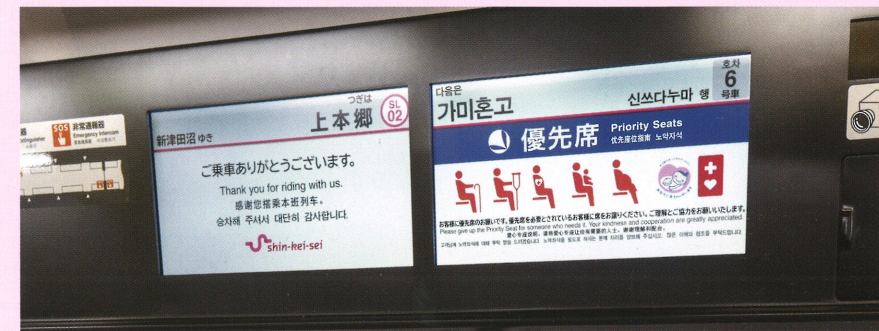 SOS 非常通報器
Emergency Intercom
つぎは
上本郷
SL
02
新津田沼 ゆき
ご乗車ありがとうございます。
Thank you for riding with us.
感谢您搭乘本班列车。
승차해 주셔서 대단히 감사합니다.
shin-kei-sei
다음은
가미혼고
신쓰다누마 행
호차
6
号車
優先席
Priority Seats
优先座位指南 노약자석
お客様に優先席のお願いです。優先席を必要とされているお客様に席をお譲りください。ご理解とご協力をお願いいたします。
Please give up the Priority Seat for someone who needs it. Your kindness and cooperation are greatly appreciated.